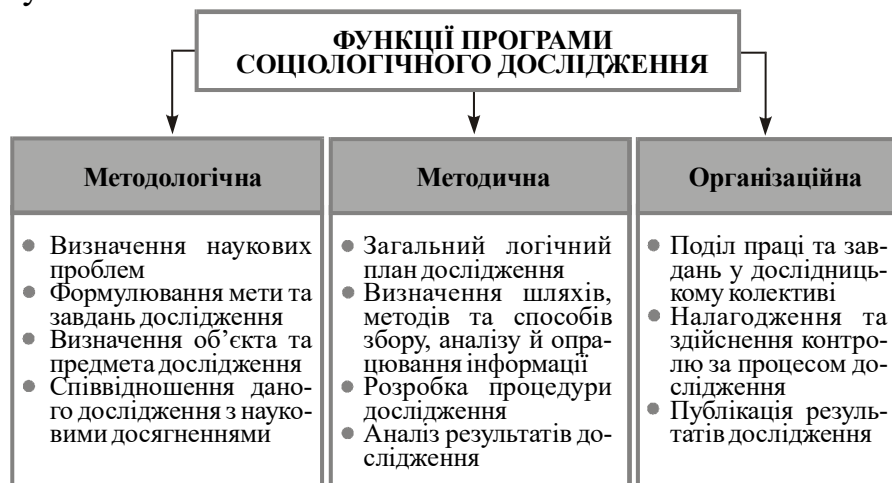 ФУНКЦІЇ ПРОГРАМИ
СОЦІОЛОГІЧНОГО ДОСЛІДЖЕННЯ
Методологічна
● Визначення наукових
проблем
● Формулювання мети та
завдань дослідження
● Визначення об’єкта та
предмета дослідження
● Співвідношення дано-
го дослідження з науко-
вими досягненнями
Методична
● Загальний логічний
план дослідження
● Визначення шляхів,
методів та способів
збору, аналізу й опра-
цювання інформації
● Розробка процедури
дослідження
● Аналіз результатів до-
слідження
Організаційна
● Поділ праці та зав-
дань у дослідниць-
кому колективі
● Налагодження та
здійснення контро-
лю за процесом до-
слідження
● Публікація резуль-
татів дослідження